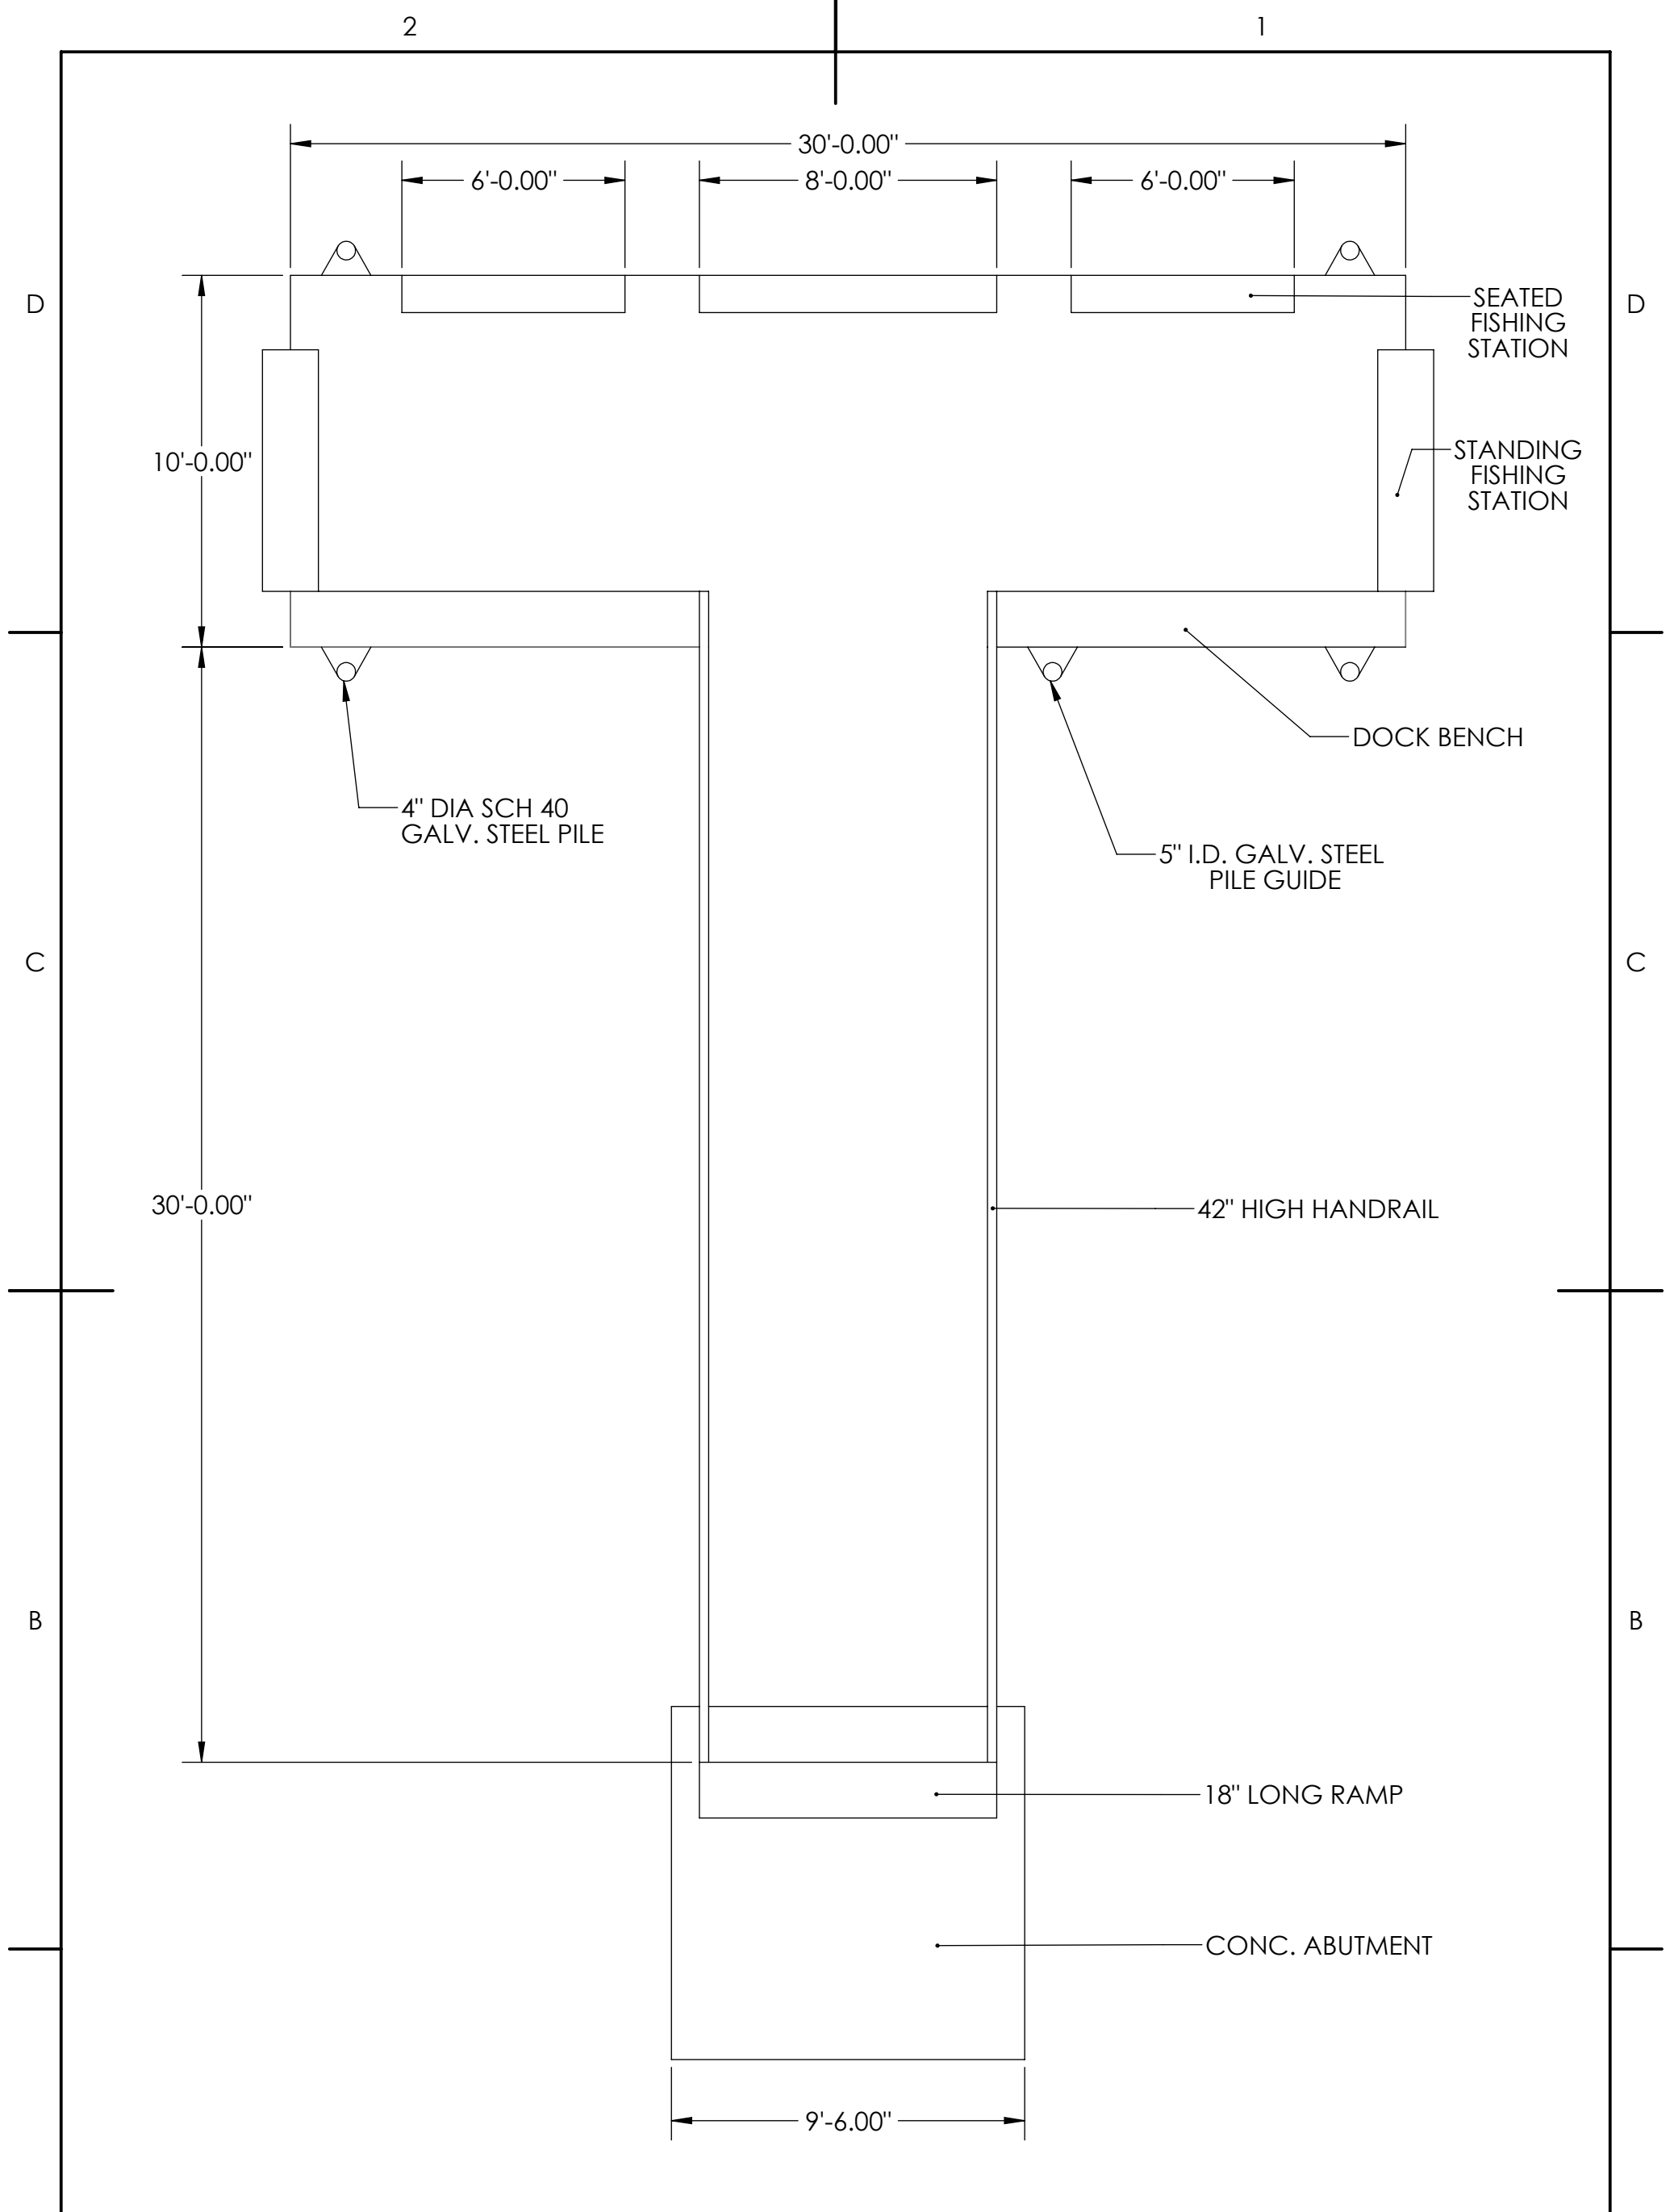 2
1
30'-0.00"
6'-0.00"
8'-0.00"
6'-0.00"
D
D
SEATED
FISHING
STATION
STANDING
FISHING
STATION
10'-0.00"
DOCK BENCH
4" DIA SCH 40
GALV. STEEL PILE
5" I.D. GALV. STEEL
PILE GUIDE
C
C
30'-0.00"
42" HIGH HANDRAIL
B
B
18" LONG RAMP
CONC. ABUTMENT
9'-6.00"